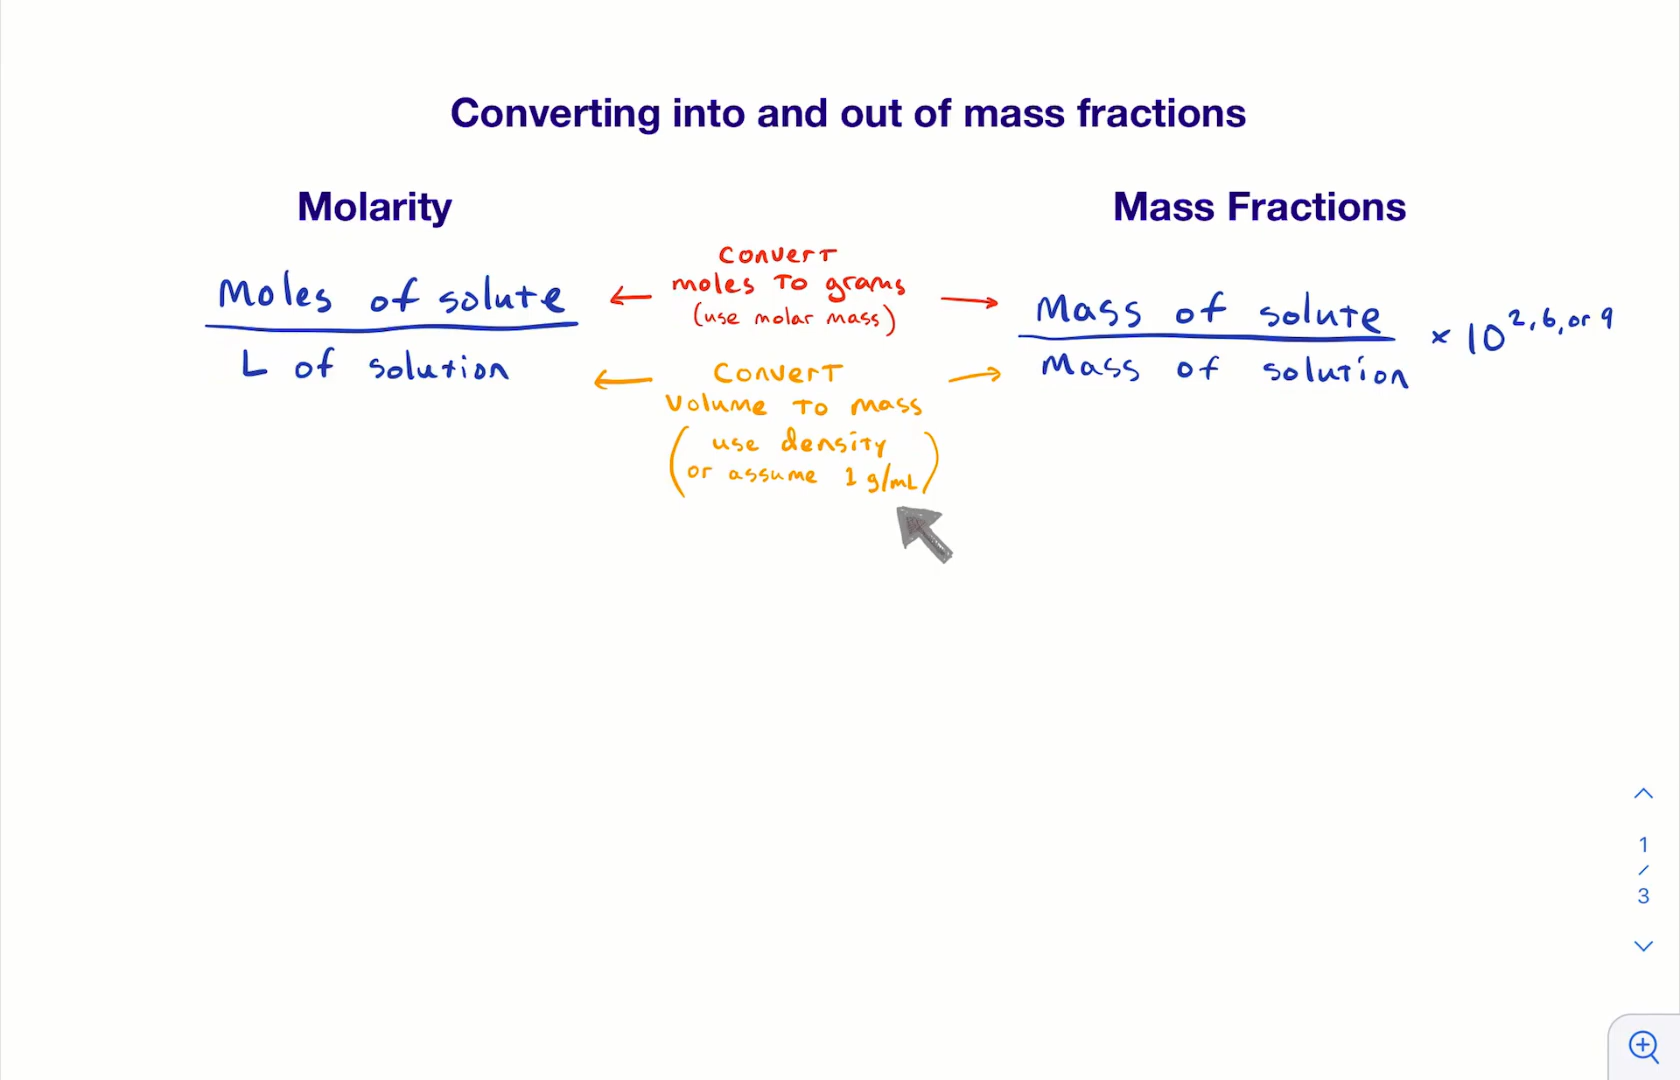 Converting into and out of mass fractions
Molarity
Mass Fractions
Moles of solute
L of solution
Convert
moles to grams
(use molar mass)
Convert
volume to mass
(use density
or assume 1 g/mL)
Mass of solute
Mass of solution
× 10^2,6,or 9
1
/
3